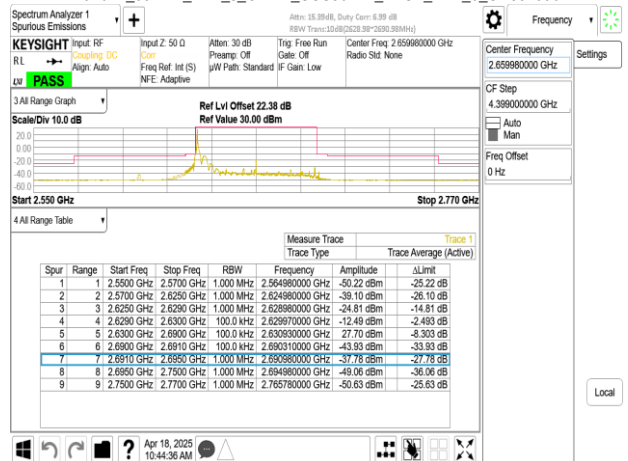 Spectrum Analyzer 1
Spurious Emissions
Attn: 15.39dB, Duty Corr: 6.99 dB
RBW Trans:10dB(2628.98~2690.98MHz)
Frequency
KEYSIGHT Input: RF Input Z: 50 Ω Atten: 30 dB Trig: Free Run Center Freq: 2.659980000 GHz
RL Coupling: DC Corr Preamp: Off Gate: Off Radio Std: None
Align: Auto Freq Ref: Int (S) µW Path: Standard IF Gain: Low
LXI PASS NFE: Adaptive
Center Frequency
2.659980000 GHz
Settings
CF Step
4.399000000 GHz
Auto
Man
Freq Offset
0 Hz
3 All Range Graph
Ref Lvl Offset 22.38 dB
Scale/Div 10.0 dB Ref Value 30.00 dBm
20.0
0.00
-20.0
-40.0
-60.0
Start 2.550 GHz Stop 2.770 GHz
4 All Range Table
Measure Trace Trace 1
Trace Type Trace Average (Active)
Spur Range Start Freq Stop Freq RBW Frequency Amplitude ΔLimit
1 1 2.5500 GHz 2.5700 GHz 1.000 MHz 2.564980000 GHz -50.22 dBm -25.22 dB
2 2 2.5700 GHz 2.6250 GHz 1.000 MHz 2.624980000 GHz -39.10 dBm -26.10 dB
3 3 2.6250 GHz 2.6290 GHz 1.000 MHz 2.628980000 GHz -24.81 dBm -14.81 dB
4 4 2.6290 GHz 2.6300 GHz 100.0 kHz 2.629970000 GHz -12.49 dBm -2.493 dB
5 5 2.6300 GHz 2.6900 GHz 100.0 kHz 2.630930000 GHz 27.70 dBm -8.303 dB
6 6 2.6900 GHz 2.6910 GHz 100.0 kHz 2.690310000 GHz -43.93 dBm -33.93 dB
7 7 2.6910 GHz 2.6950 GHz 1.000 MHz 2.690980000 GHz -37.78 dBm -27.78 dB
8 8 2.6950 GHz 2.7500 GHz 1.000 MHz 2.694980000 GHz -49.06 dBm -36.06 dB
9 9 2.7500 GHz 2.7700 GHz 1.000 MHz 2.765780000 GHz -50.63 dBm -25.63 dB
Local
?
Apr 18, 2025
10:44:36 AM